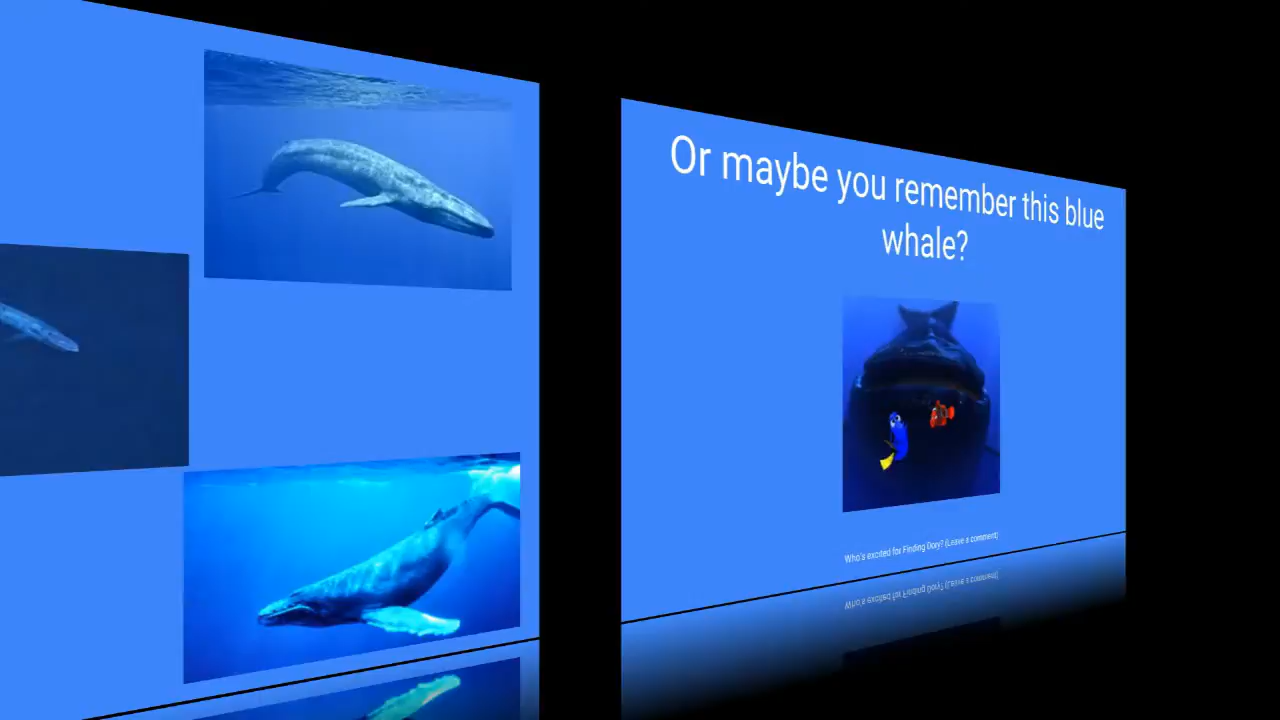 Or maybe you remember this blue
whale?
Who's excited for Finding Dory? (Leave a comment)